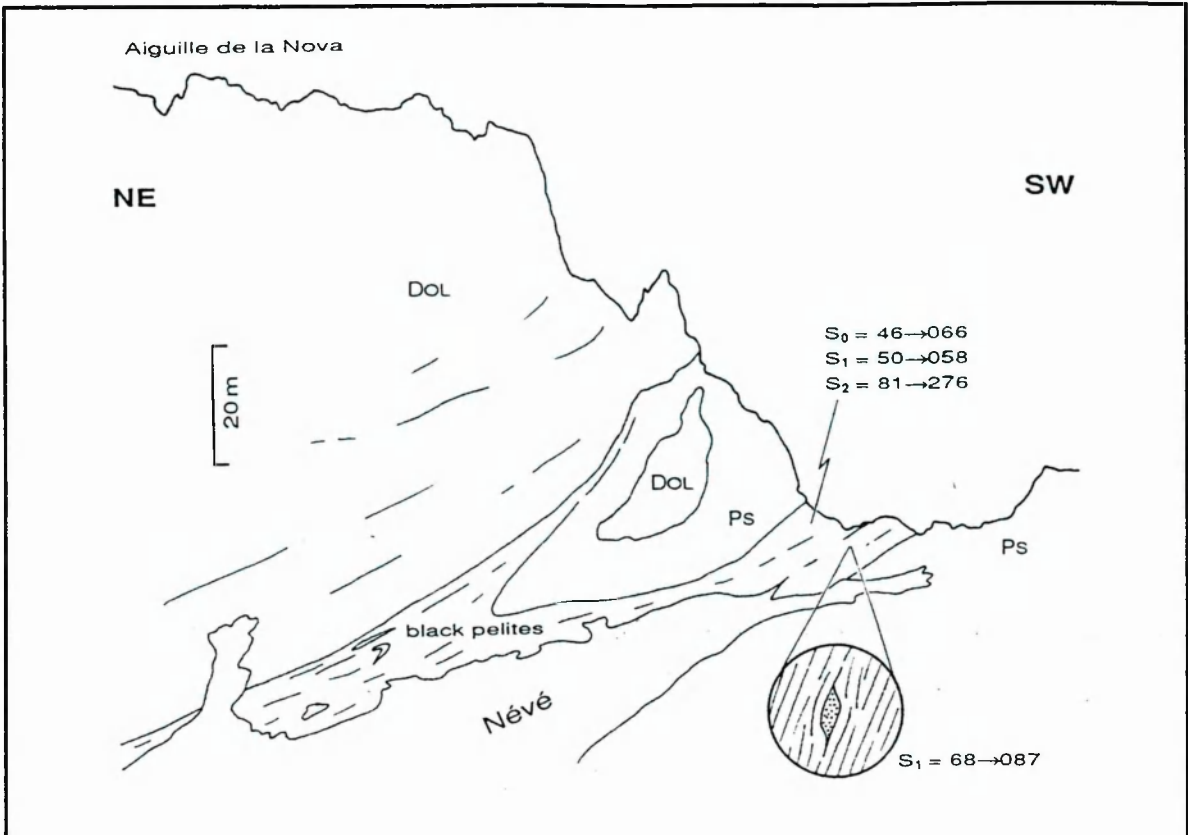 Aiguille de la Nova
NE
SW
DOL
20 m
S₀ = 46→066
S₁ = 50→058
S₂ = 81→276
DOL
Ps
Ps
black pelites
Névé
S₁ = 68→087